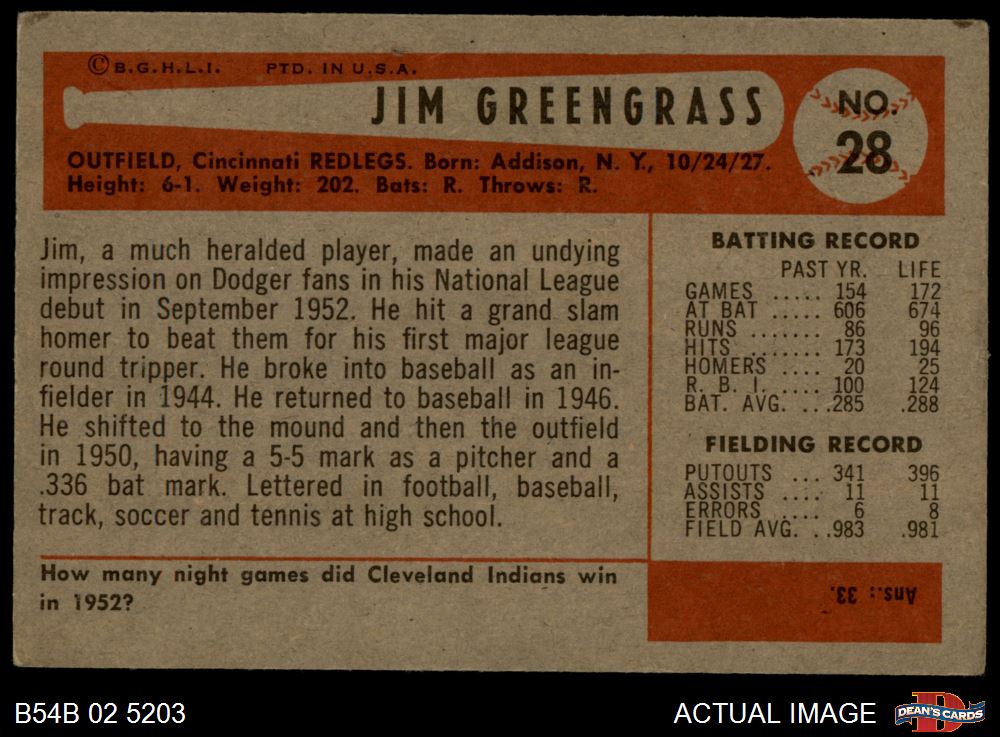 © B.G.H.L.I. PTD. IN U.S.A.
JIM GREENGRASS
NO.
28
OUTFIELD, Cincinnati REDLEGS. Born: Addison, N. Y., 10/24/27.
Height: 6-1. Weight: 202. Bats: R. Throws: R.
Jim, a much heralded player, made an undying
impression on Dodger fans in his National League
debut in September 1952. He hit a grand slam
homer to beat them for his first major league
round tripper. He broke into baseball as an in-
fielder in 1944. He returned to baseball in 1946.
He shifted to the mound and then the outfield
in 1950, having a 5-5 mark as a pitcher and a
.336 bat mark. Lettered in football, baseball,
track, soccer and tennis at high school.
How many night games did Cleveland Indians win
in 1952?
BATTING RECORD
PAST YR. LIFE
GAMES ..... 154 172
AT BAT ..... 606 674
RUNS ....... 86 96
HITS ....... 173 194
HOMERS .... 20 25
R. B. I. .... 100 124
BAT. AVG. ...285 .288
FIELDING RECORD
PUTOUTS ... 341 396
ASSISTS .... 11 11
ERRORS .... 6 8
FIELD AVG. ..983 .981
Ans.: 33.
B54B 02 5203
ACTUAL IMAGE
DEAN'S CARDS